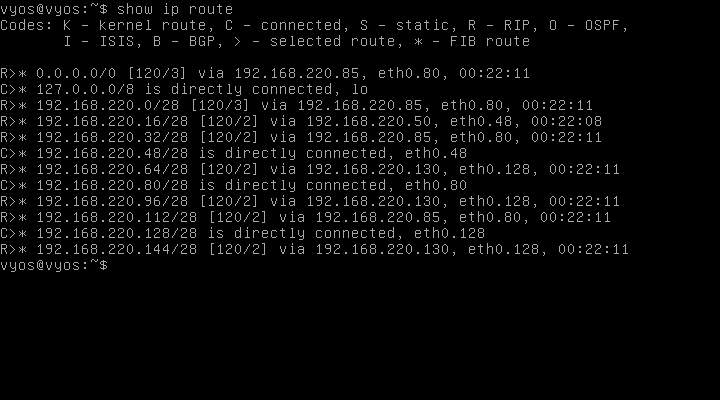 vyos@vyos:~$ show ip route
Codes: K - kernel route, C - connected, S - static, R - RIP, O - OSPF,
       I - ISIS, B - BGP, > - selected route, * - FIB route

R>* 0.0.0.0/0 [120/3] via 192.168.220.85, eth0.80, 00:22:11
C>* 127.0.0.0/8 is directly connected, lo
R>* 192.168.220.0/28 [120/3] via 192.168.220.85, eth0.80, 00:22:11
R>* 192.168.220.16/28 [120/2] via 192.168.220.50, eth0.48, 00:22:08
R>* 192.168.220.32/28 [120/2] via 192.168.220.85, eth0.80, 00:22:11
C>* 192.168.220.48/28 is directly connected, eth0.48
R>* 192.168.220.64/28 [120/2] via 192.168.220.130, eth0.128, 00:22:11
C>* 192.168.220.80/28 is directly connected, eth0.80
R>* 192.168.220.96/28 [120/2] via 192.168.220.130, eth0.128, 00:22:11
R>* 192.168.220.112/28 [120/2] via 192.168.220.85, eth0.80, 00:22:11
C>* 192.168.220.128/28 is directly connected, eth0.128
R>* 192.168.220.144/28 [120/2] via 192.168.220.130, eth0.128, 00:22:11
vyos@vyos:~$